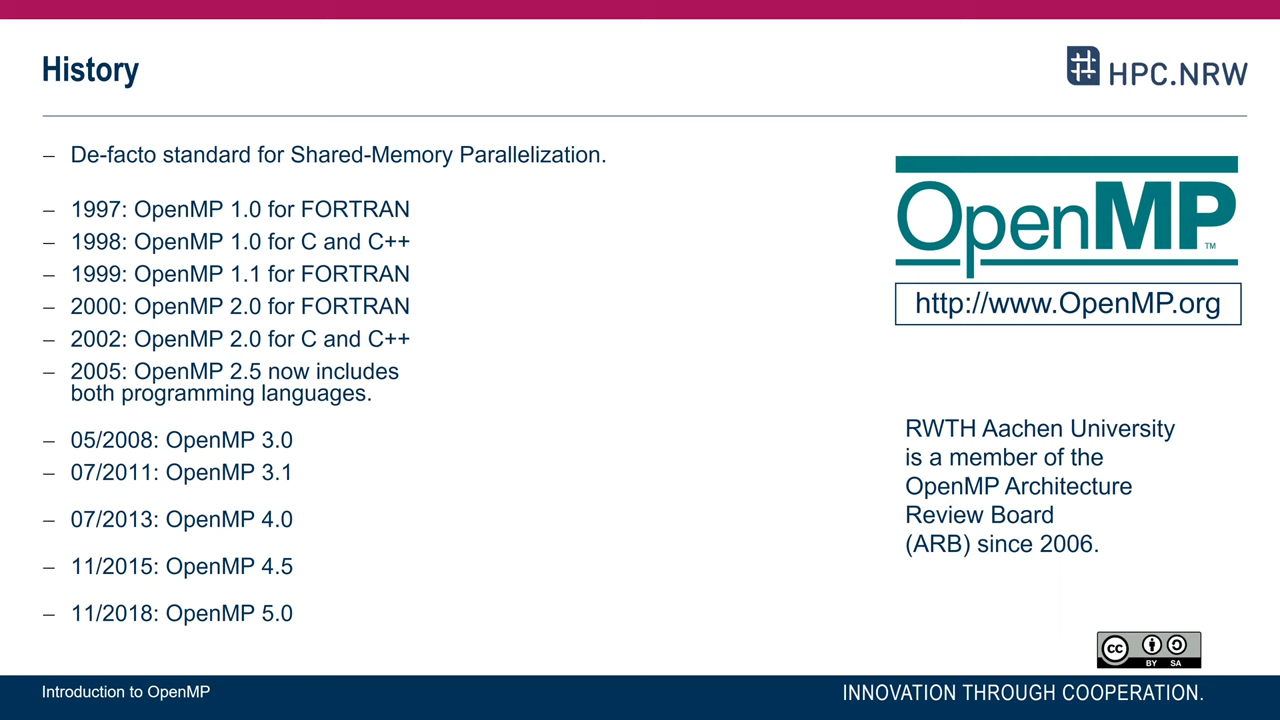 History
HPC.NRW
– De-facto standard for Shared-Memory Parallelization.
– 1997: OpenMP 1.0 for FORTRAN
– 1998: OpenMP 1.0 for C and C++
– 1999: OpenMP 1.1 for FORTRAN
– 2000: OpenMP 2.0 for FORTRAN
– 2002: OpenMP 2.0 for C and C++
– 2005: OpenMP 2.5 now includes
both programming languages.
– 05/2008: OpenMP 3.0
– 07/2011: OpenMP 3.1
– 07/2013: OpenMP 4.0
– 11/2015: OpenMP 4.5
– 11/2018: OpenMP 5.0
OpenMP™
http://www.OpenMP.org
RWTH Aachen University
is a member of the
OpenMP Architecture
Review Board
(ARB) since 2006.
cc BY SA
Introduction to OpenMP
INNOVATION THROUGH COOPERATION.